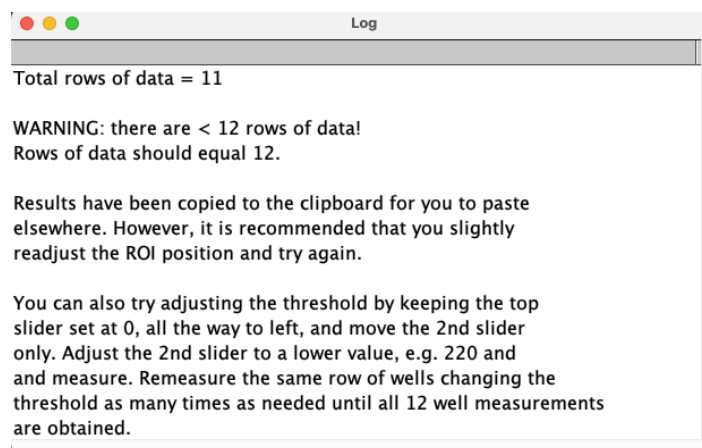 Log
Total rows of data = 11
WARNING: there are < 12 rows of data!
Rows of data should equal 12.
Results have been copied to the clipboard for you to paste
elsewhere. However, it is recommended that you slightly
readjust the ROI position and try again.
You can also try adjusting the threshold by keeping the top
slider set at 0, all the way to left, and move the 2nd slider
only. Adjust the 2nd slider to a lower value, e.g. 220 and
and measure. Remeasure the same row of wells changing the
threshold as many times as needed until all 12 well measurements
are obtained.